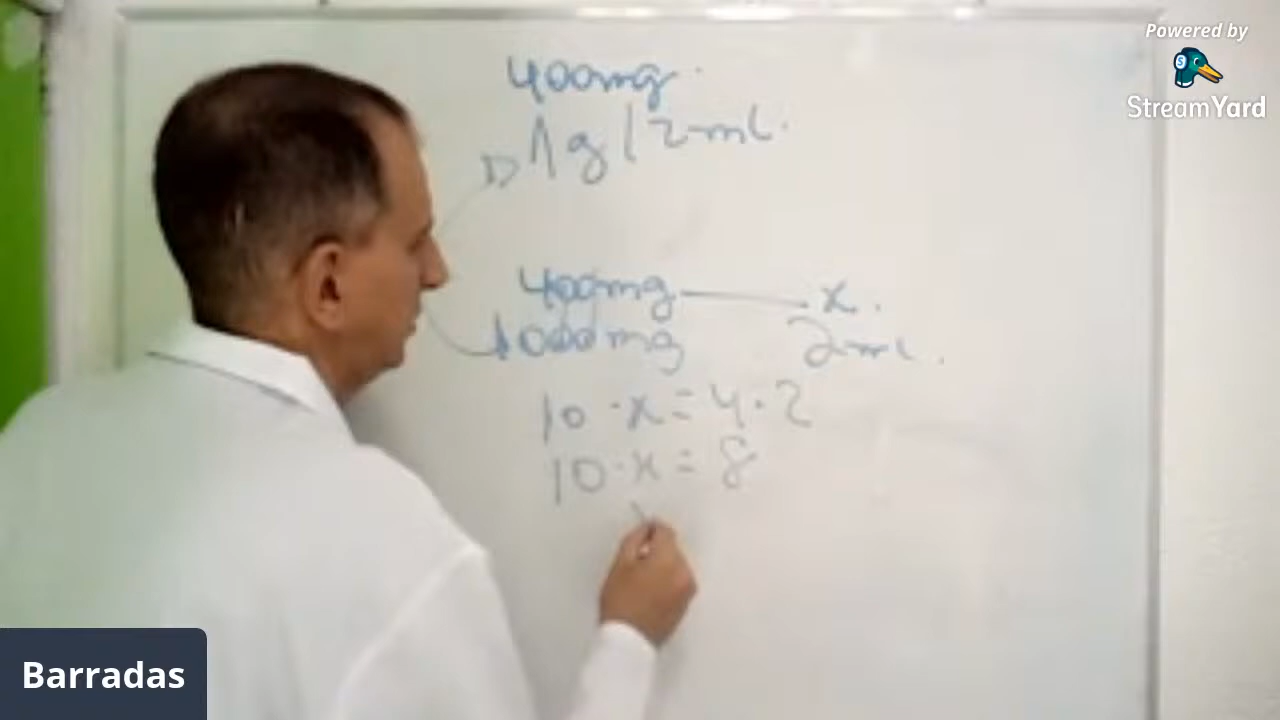 Powered by
StreamYard
400mg.
1g/2ml.
400mg x.
1000mg 2ml.
10.x=4.2
10.x=8
Barradas